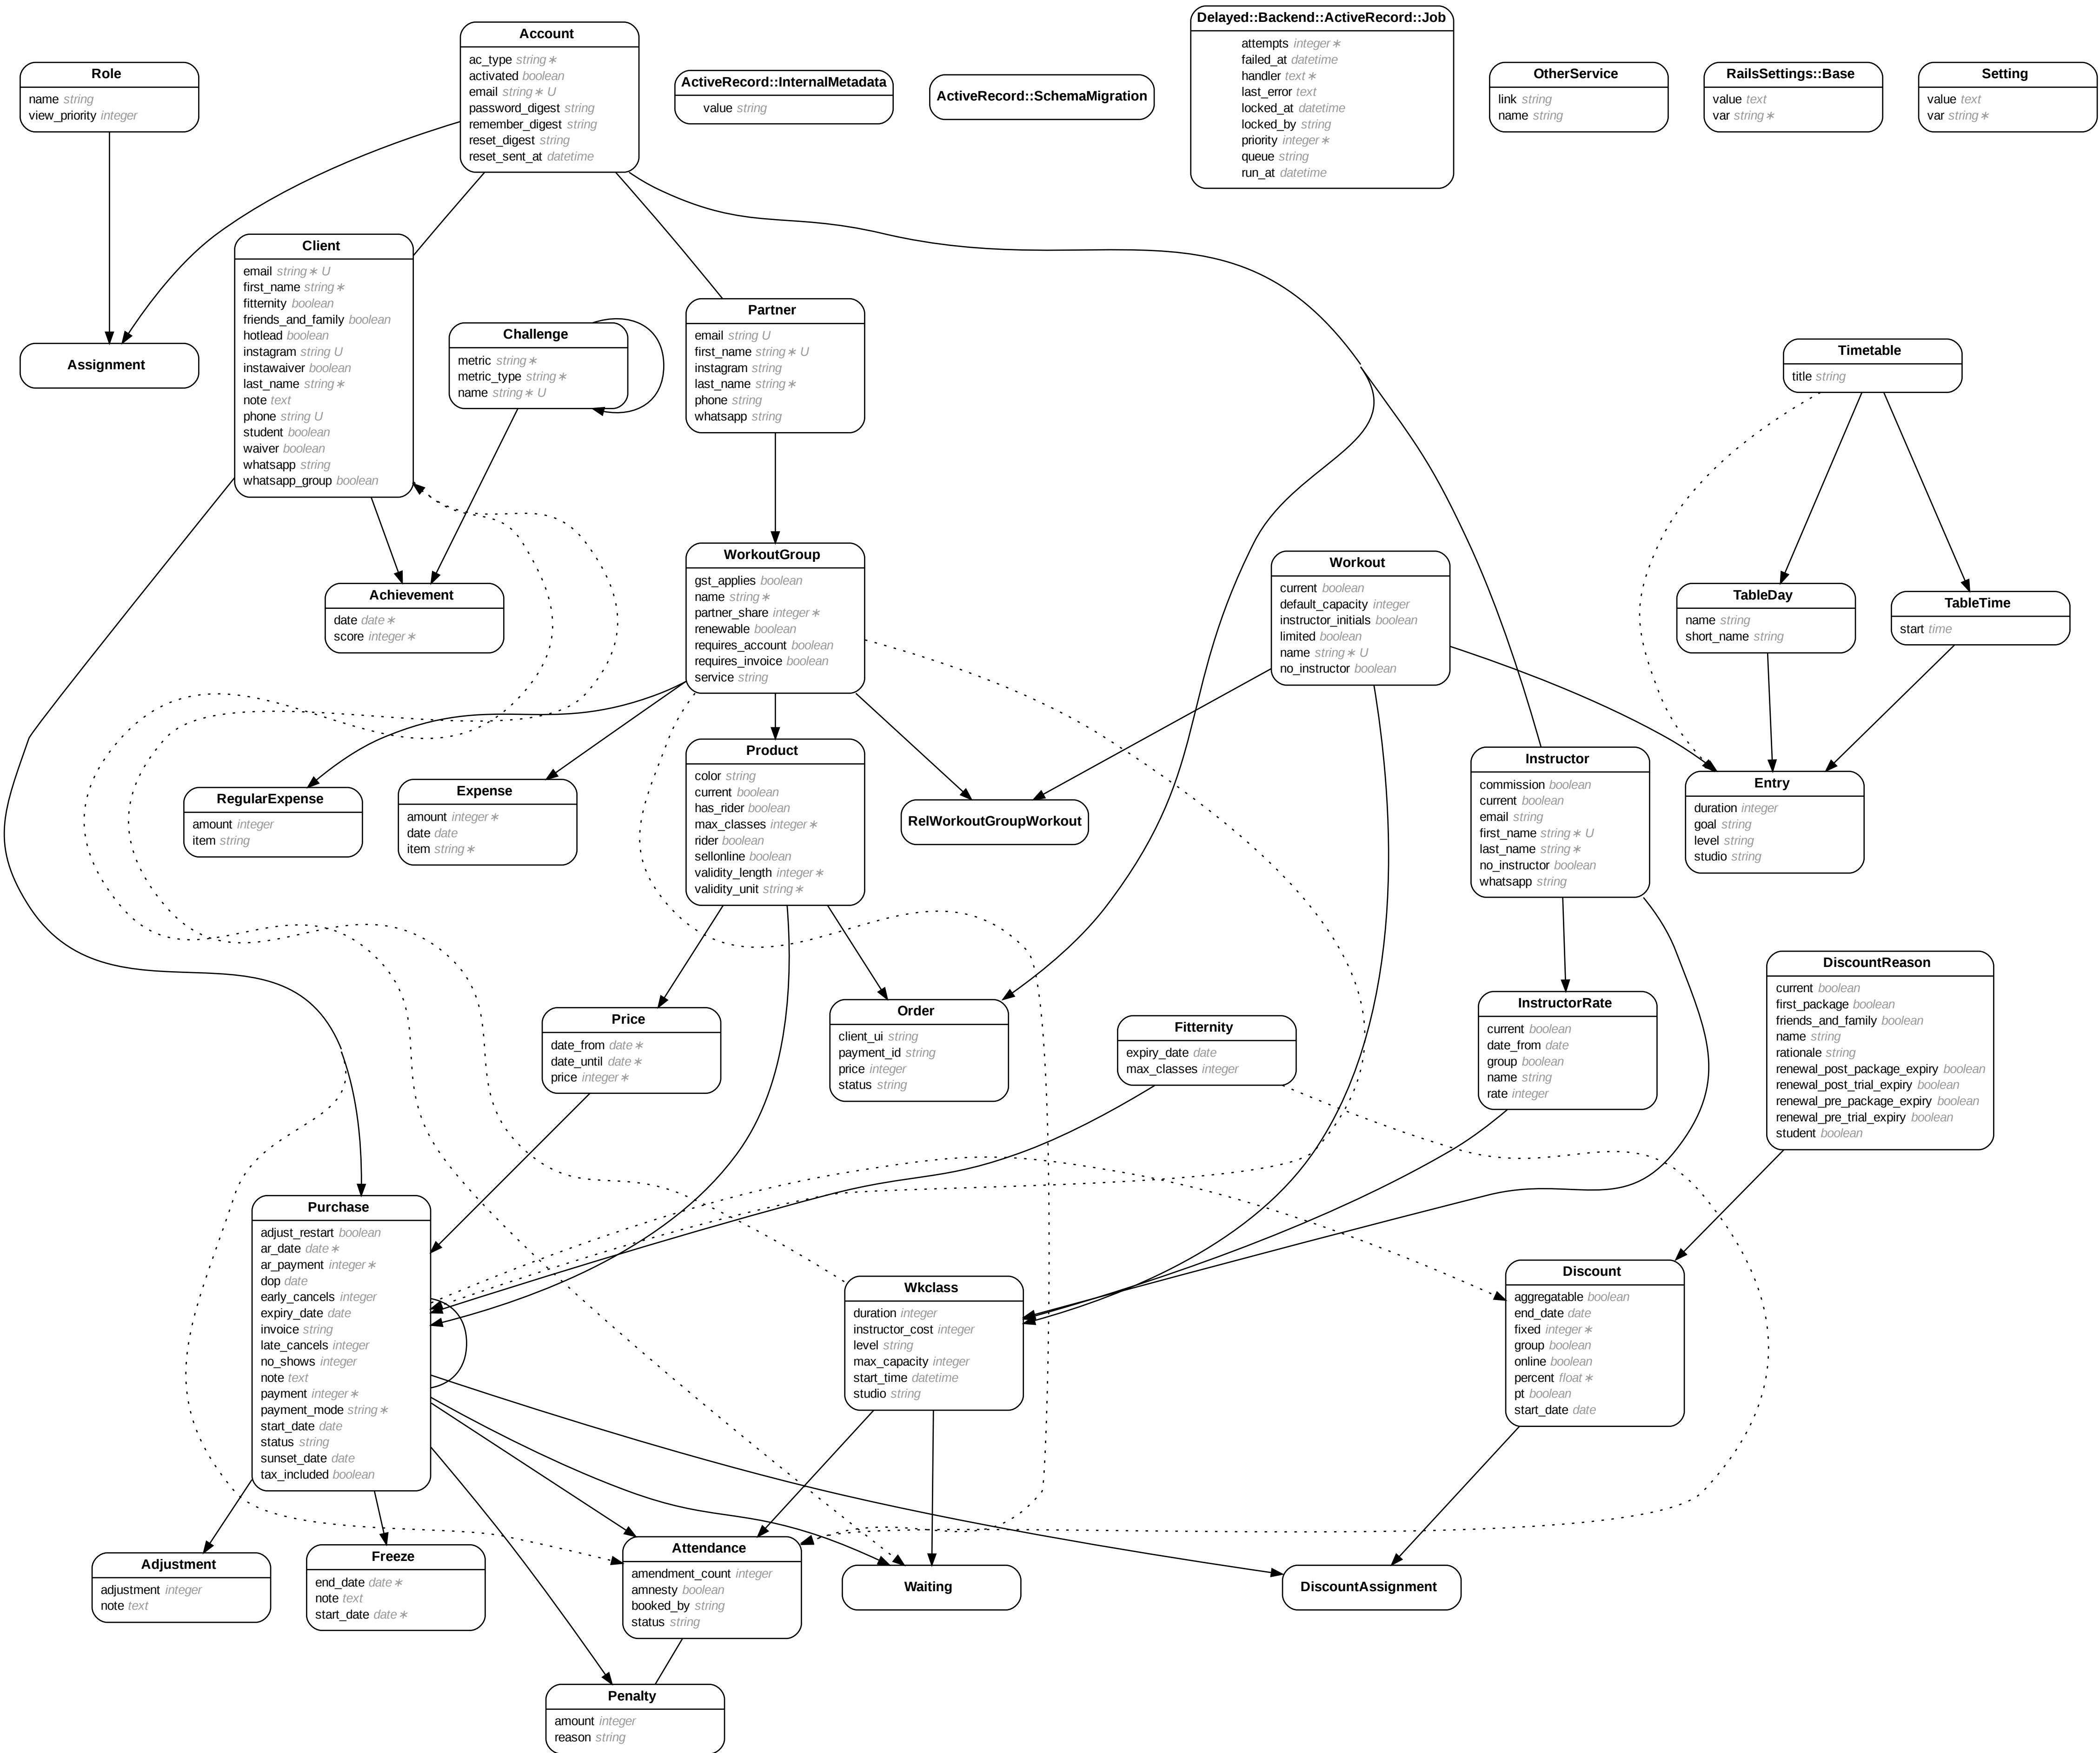 Role
name string
view_priority integer
Account
ac_type string∗
activated boolean
email string∗ U
password_digest string
remember_digest string
reset_digest string
reset_sent_at datetime
ActiveRecord::InternalMetadata
value string
ActiveRecord::SchemaMigration
Delayed::Backend::ActiveRecord::Job
attempts integer∗
failed_at datetime
handler text∗
last_error text
locked_at datetime
locked_by string
priority integer∗
queue string
run_at datetime
OtherService
link string
name string
RailsSettings::Base
value text
var string∗
Setting
value text
var string∗
Assignment
Client
email string∗ U
first_name string∗
fitternity boolean
friends_and_family boolean
hotlead boolean
instagram string U
instawaiver boolean
last_name string∗
note text
phone string U
student boolean
waiver boolean
whatsapp string
whatsapp_group boolean
Challenge
metric string∗
metric_type string∗
name string∗ U
Partner
email string U
first_name string∗ U
instagram string
last_name string∗
phone string
whatsapp string
Timetable
title string
Achievement
date date∗
score integer∗
WorkoutGroup
gst_applies boolean
name string∗
partner_share integer∗
renewable boolean
requires_account boolean
requires_invoice boolean
service string
Workout
current boolean
default_capacity integer
instructor_initials boolean
limited boolean
name string∗ U
no_instructor boolean
TableDay
name string
short_name string
TableTime
start time
RegularExpense
amount integer
item string
Expense
amount integer∗
date date
item string∗
Product
color string
current boolean
has_rider boolean
max_classes integer∗
rider boolean
sellonline boolean
validity_length integer∗
validity_unit string∗
RelWorkoutGroupWorkout
Instructor
commission boolean
current boolean
email string
first_name string∗ U
last_name string∗
no_instructor boolean
whatsapp string
Entry
duration integer
goal string
level string
studio string
Price
date_from date∗
date_until date∗
price integer∗
Order
client_ui string
payment_id string
price integer
status string
Fitternity
expiry_date date
max_classes integer
InstructorRate
current boolean
date_from date
group boolean
name string
rate integer
DiscountReason
current boolean
first_package boolean
friends_and_family boolean
name string
rationale string
renewal_post_package_expiry boolean
renewal_post_trial_expiry boolean
renewal_pre_package_expiry boolean
renewal_pre_trial_expiry boolean
student boolean
Purchase
adjust_restart boolean
ar_date date∗
ar_payment integer∗
dop date
early_cancels integer
expiry_date date
invoice string
late_cancels integer
no_shows integer
note text
payment integer∗
payment_mode string∗
start_date date
status string
sunset_date date
tax_included boolean
Wkclass
duration integer
instructor_cost integer
level string
max_capacity integer
start_time datetime
studio string
Discount
aggregatable boolean
end_date date
fixed integer∗
group boolean
online boolean
percent float∗
pt boolean
start_date date
Adjustment
adjustment integer
note text
Freeze
end_date date∗
note text
start_date date∗
Attendance
amendment_count integer
amnesty boolean
booked_by string
status string
Waiting
DiscountAssignment
Penalty
amount integer
reason string